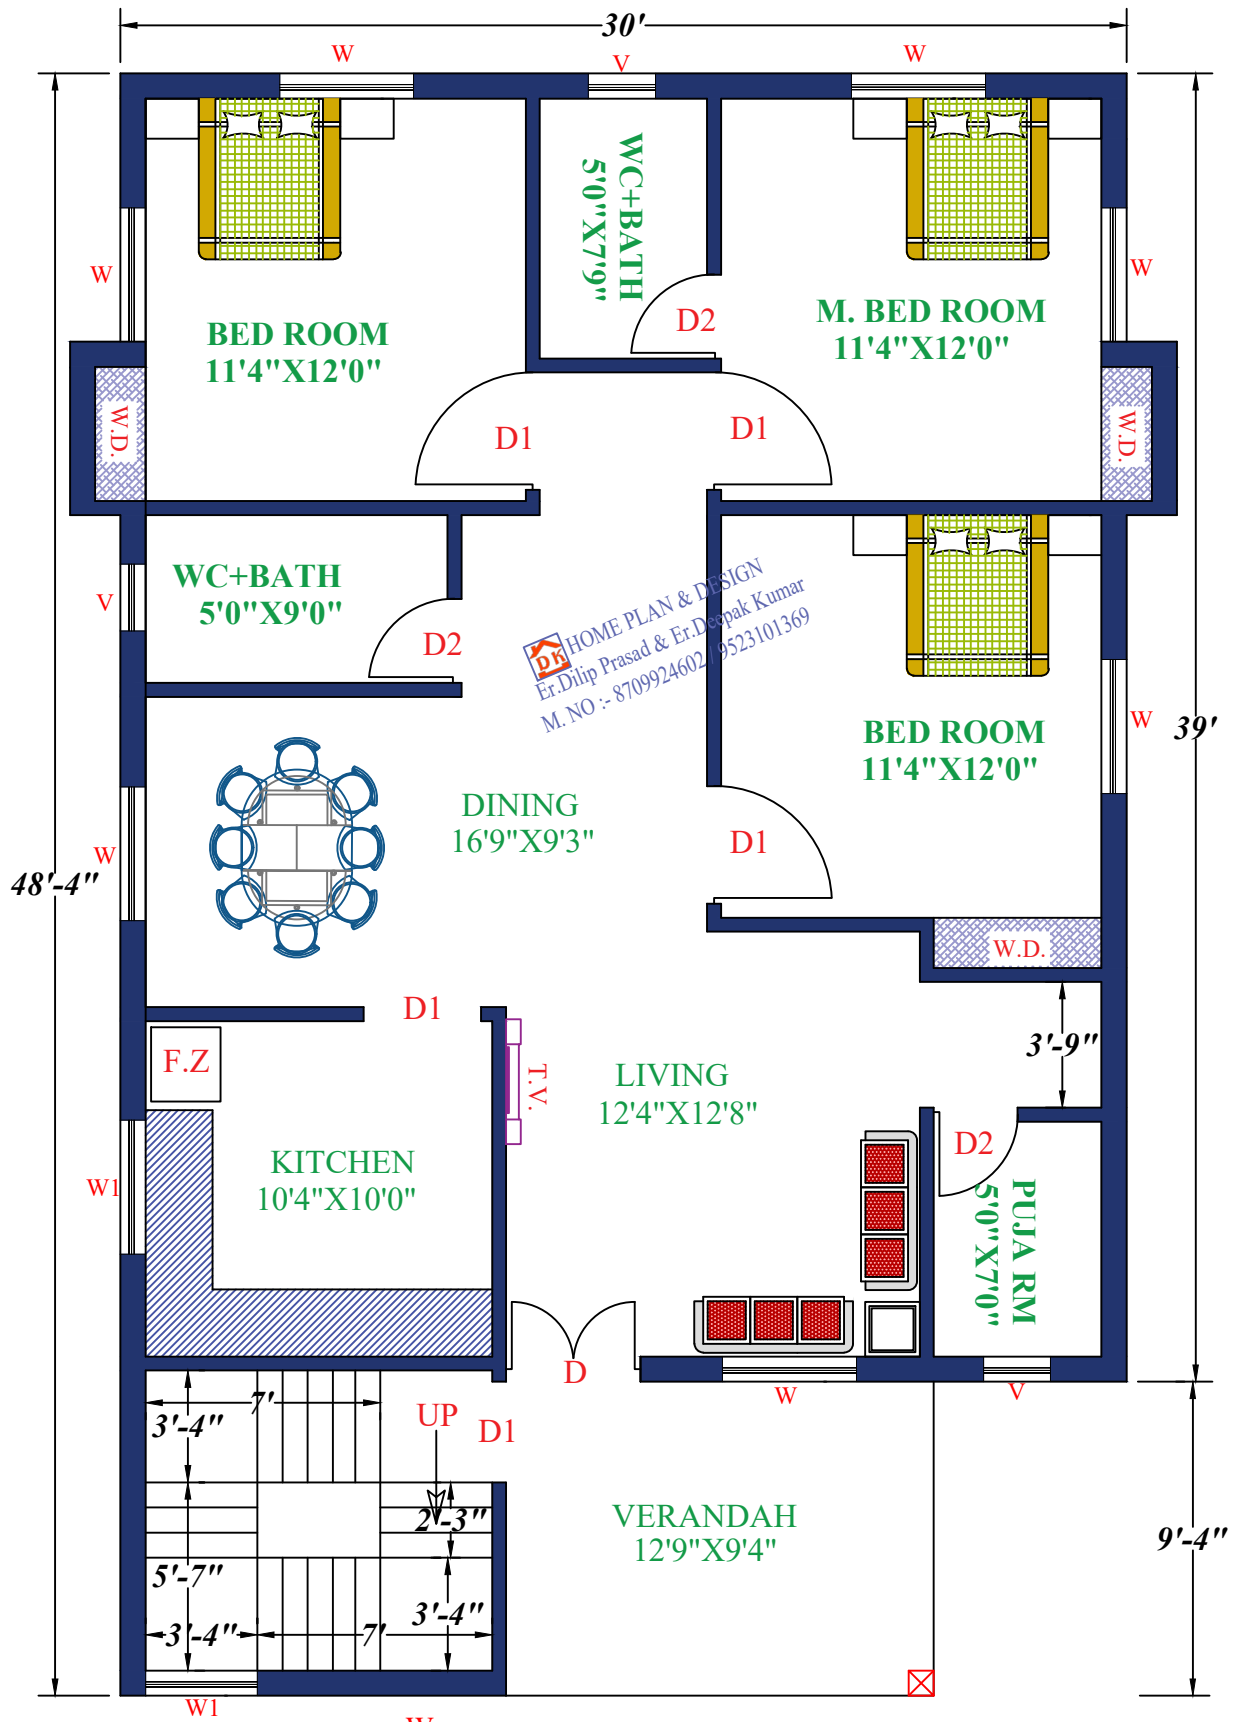 30'
W
V
W
WC+BATH
5'0"X7'9"
W
W
BED ROOM
11'4"X12'0"
D2
M. BED ROOM
11'4"X12'0"
W.D.
D1
D1
W.D.
WC+BATH
5'0"X9'0"
V
D2
HOME PLAN & DESIGN
Er.Dilip Prasad & Er.Deepak Kumar
M. NO :- 8709924602 / 9523101369
DK
W
39'
BED ROOM
11'4"X12'0"
DINING
16'9"X9'3"
D1
W
48'-4"
W.D.
D1
F.Z
T.V.
LIVING
12'4"X12'8"
3'-9"
D2
KITCHEN
10'4"X10'0"
W1
PUJA RM
5'0"X7'0"
D
W
V
7'
3'-4"
UP
D1
2'-3"
VERANDAH
12'9"X9'4"
9'-4"
5'-7"
3'-4"
3'-4"
7'
W1
W